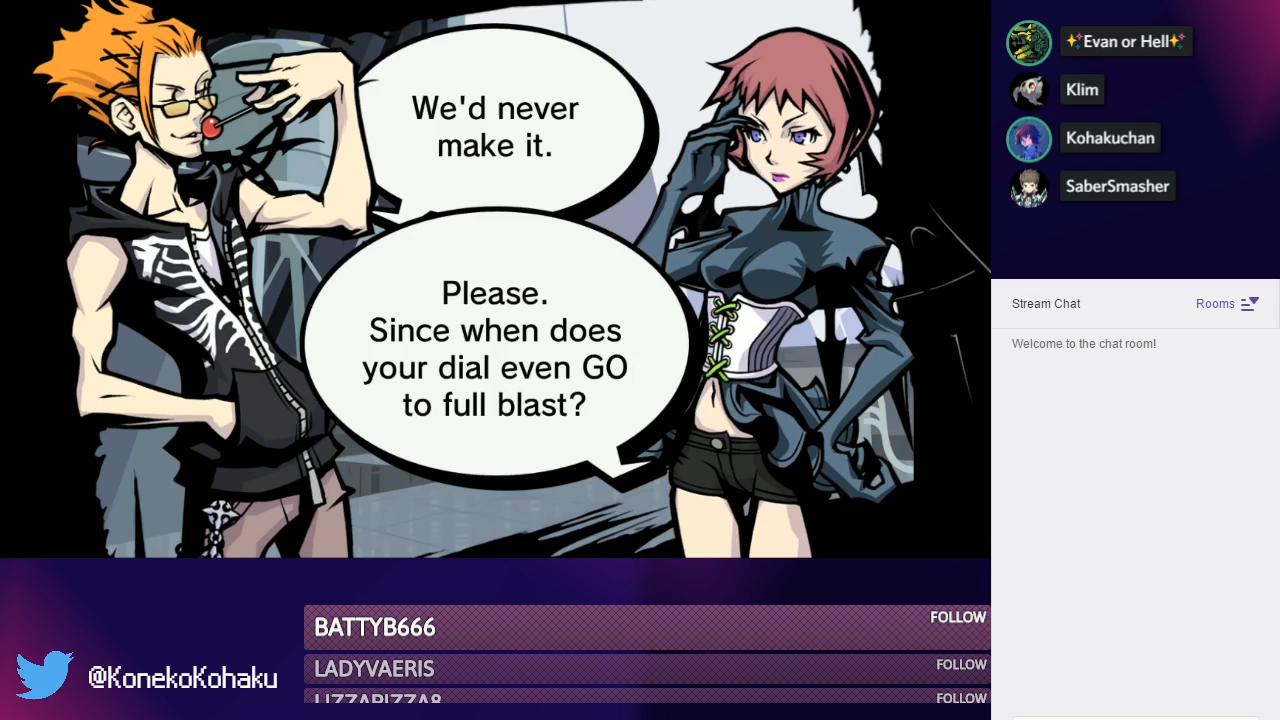 We'd never
make it.
Please.
Since when does
your dial even GO
to full blast?
✨Evan or Hell✨
Klim
Kohakuchan
SaberSmasher
Stream Chat
Rooms
Welcome to the chat room!
BATTYB666
FOLLOW
LADYVAERIS
FOLLOW
LIZZAPIZZA8
FOLLOW
@KonekoKohaku